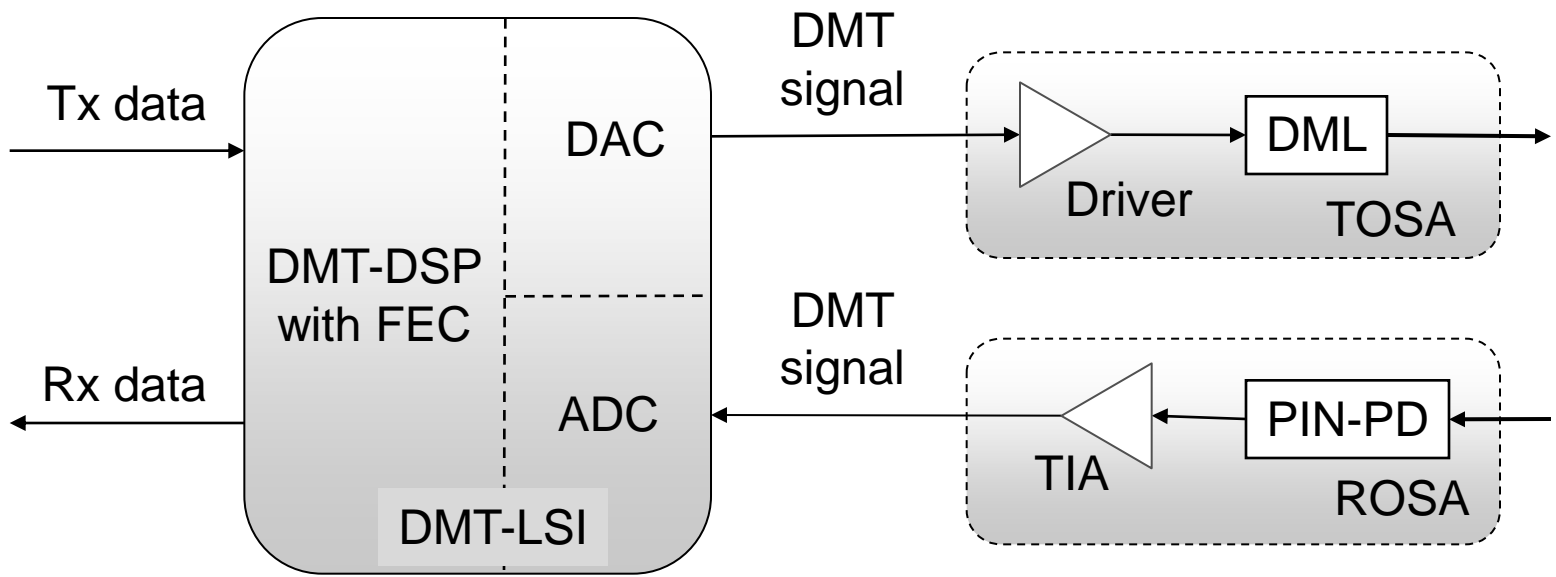 Tx data
Rx data
DMT-DSP
with FEC
DAC
ADC
DMT-LSI
DMT
signal
Driver
DML
TOSA
DMT
signal
TIA
PIN-PD
ROSA